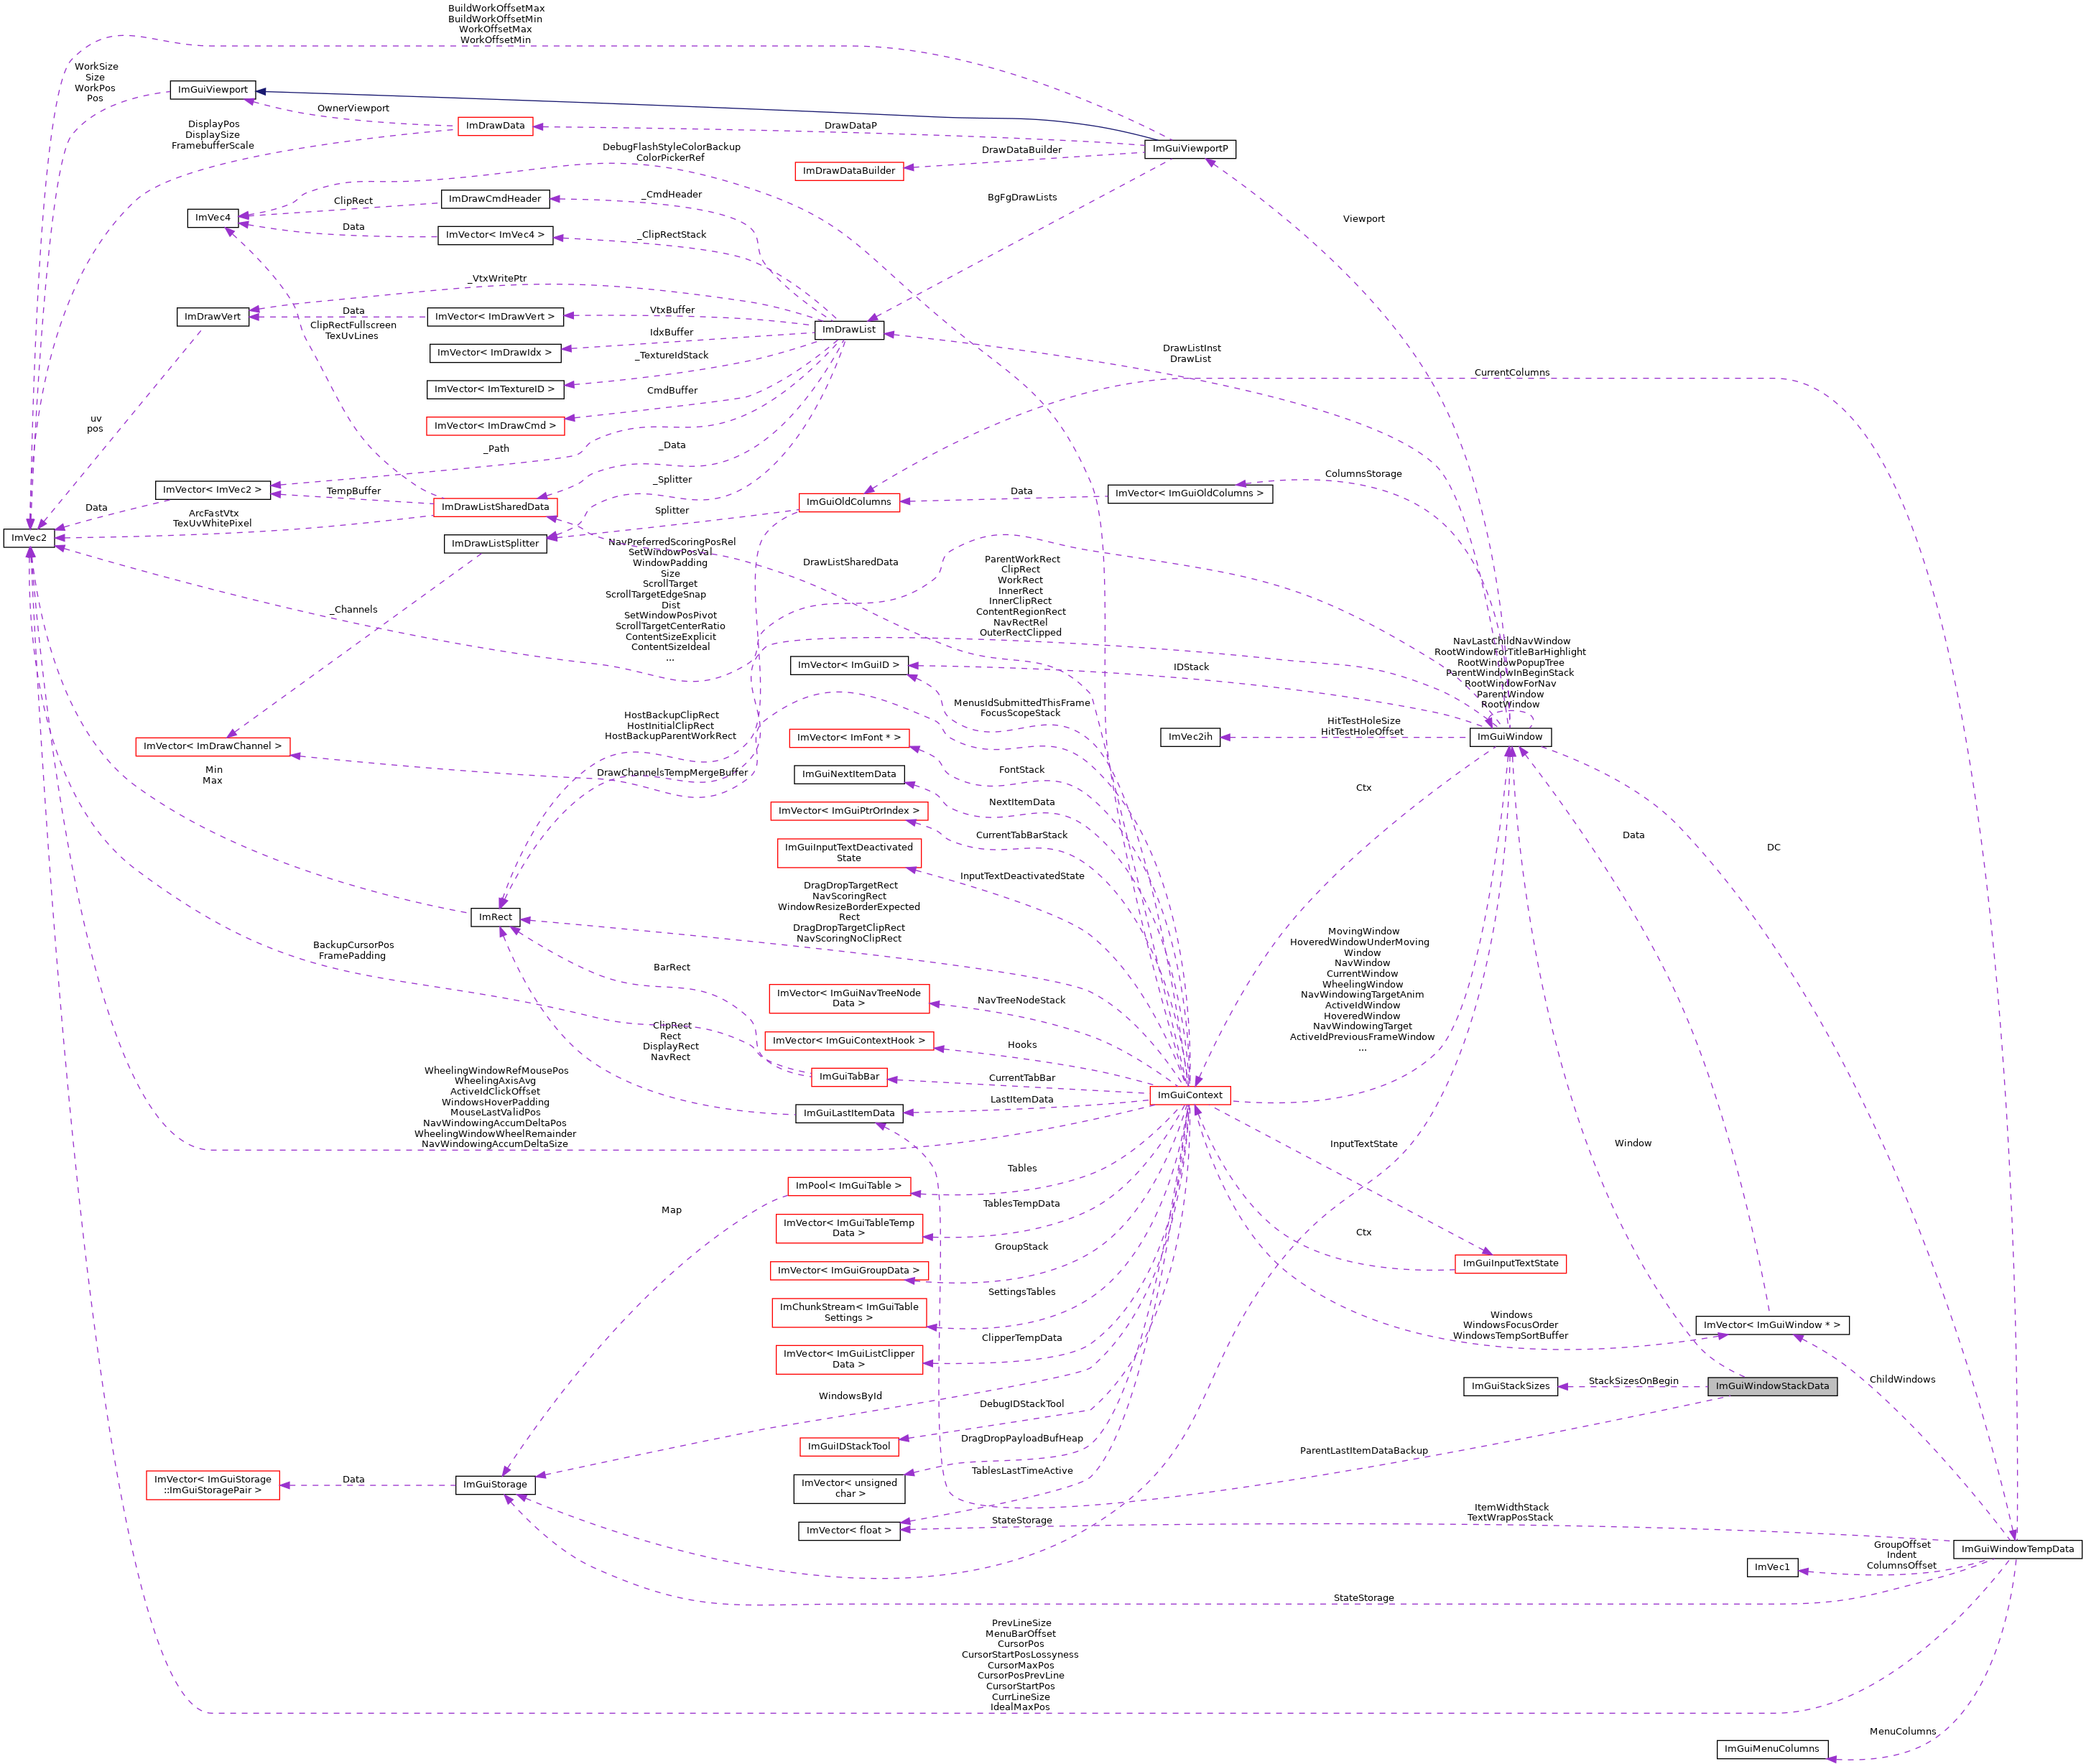 BuildWorkOffsetMax
BuildWorkOffsetMin
WorkOffsetMax
WorkOffsetMin
WorkSize
Size
WorkPos
Pos
ImGuiViewport
OwnerViewport
ImDrawData
DrawDataP
DisplayPos
DisplaySize
FramebufferScale
DebugFlashStyleColorBackup
ColorPickerRef
ImDrawDataBuilder
DrawDataBuilder
ImGuiViewportP
ImVec4
ClipRect
ImDrawCmdHeader
_CmdHeader
BgFgDrawLists
Viewport
Data
ImVector< ImVec4 >
_ClipRectStack
_VtxWritePtr
ImDrawVert
Data
ImVector< ImDrawVert >
VtxBuffer
ImDrawList
ClipRectFullscreen
TexUvLines
ImVector< ImDrawIdx >
IdxBuffer
_TextureIdStack
ImVector< ImTextureID >
DrawListInst
DrawList
CurrentColumns
CmdBuffer
ImVector< ImDrawCmd >
uv
pos
_Path
_Data
ColumnsStorage
ImVector< ImVec2 >
TempBuffer
_Splitter
Data
ImVector< ImGuiOldColumns >
ImGuiOldColumns
Data
ArcFastVtx
TexUvWhitePixel
ImDrawListSharedData
Splitter
ImVec2
ImDrawListSplitter
NavPreferredScoringPosRel
SetWindowPosVal
WindowPadding
Size
ScrollTarget
ScrollTargetEdgeSnap
Dist
SetWindowPosPivot
ScrollTargetCenterRatio
ContentSizeExplicit
ContentSizeIdeal
...
DrawListSharedData
ParentWorkRect
ClipRect
WorkRect
InnerRect
InnerClipRect
ContentRegionRect
NavRectRel
OuterRectClipped
_Channels
ImVector< ImGuiID >
IDStack
NavLastChildNavWindow
RootWindowForTitleBarHighlight
RootWindowPopupTree
ParentWindowInBeginStack
RootWindowForNav
ParentWindow
RootWindow
MenusIdSubmittedThisFrame
FocusScopeStack
HostBackupClipRect
HostInitialClipRect
HostBackupParentWorkRect
ImVec2ih
HitTestHoleSize
HitTestHoleOffset
ImGuiWindow
ImVector< ImDrawChannel >
ImVector< ImFont * >
Min
Max
DrawChannelsTempMergeBuffer
ImGuiNextItemData
FontStack
Ctx
NextItemData
ImVector< ImGuiPtrOrIndex >
CurrentTabBarStack
Data
DC
ImGuiInputTextDeactivated
State
InputTextDeactivatedState
DragDropTargetRect
NavScoringRect
WindowResizeBorderExpected
Rect
DragDropTargetClipRect
NavScoringNoClipRect
ImRect
BackupCursorPos
FramePadding
BarRect
MovingWindow
HoveredWindowUnderMoving
Window
NavWindow
CurrentWindow
WheelingWindow
NavWindowingTargetAnim
ActiveIdWindow
HoveredWindow
NavWindowingTarget
ActiveIdPreviousFrameWindow
...
ImVector< ImGuiNavTreeNode
Data >
NavTreeNodeStack
ClipRect
Rect
DisplayRect
NavRect
ImVector< ImGuiContextHook >
Hooks
ImGuiTabBar
CurrentTabBar
WheelingWindowRefMousePos
WheelingAxisAvg
ActiveIdClickOffset
WindowsHoverPadding
MouseLastValidPos
NavWindowingAccumDeltaPos
WheelingWindowWheelRemainder
NavWindowingAccumDeltaSize
ImGuiLastItemData
LastItemData
ImGuiContext
InputTextState
Window
ImPool< ImGuiTable >
Tables
Map
ImVector< ImGuiTableTemp
Data >
TablesTempData
Ctx
ImVector< ImGuiGroupData >
GroupStack
ImGuiInputTextState
ImChunkStream< ImGuiTable
Settings >
SettingsTables
Windows
WindowsFocusOrder
WindowsTempSortBuffer
ImVector< ImGuiWindow * >
ImVector< ImGuiListClipper
Data >
ClipperTempData
WindowsById
ImGuiStackSizes
StackSizesOnBegin
ImGuiWindowStackData
ChildWindows
DebugIDStackTool
ImGuiIDStackTool
DragDropPayloadBufHeap
ParentLastItemDataBackup
ImVector< ImGuiStorage
::ImGuiStoragePair >
Data
ImGuiStorage
ImVector< unsigned
char >
TablesLastTimeActive
StateStorage
ImVector< float >
ItemWidthStack
TextWrapPosStack
ImGuiWindowTempData
ImVec1
GroupOffset
Indent
ColumnsOffset
StateStorage
PrevLineSize
MenuBarOffset
CursorPos
CursorStartPosLossyness
CursorMaxPos
CursorPosPrevLine
CursorStartPos
CurrLineSize
IdealMaxPos
ImGuiMenuColumns
MenuColumns